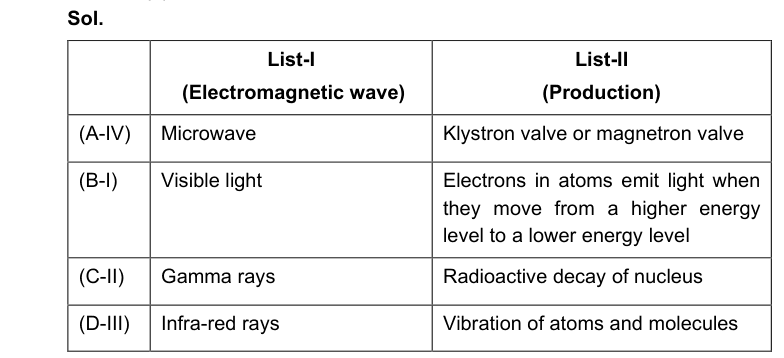 Sol.
List-I
(Electromagnetic wave)
List-II
(Production)
(A-IV) Microwave Klystron valve or magnetron valve
(B-I) Visible light Electrons in atoms emit light when
they move from a higher energy
level to a lower energy level
(C-II) Gamma rays Radioactive decay of nucleus
(D-III) Infra-red rays Vibration of atoms and molecules